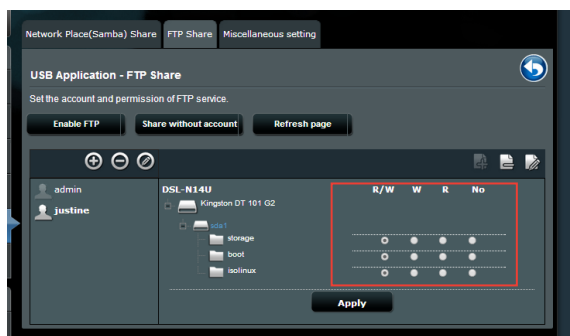 Network Place(Samba) Share FTP Share Miscellaneous setting
USB Application - FTP Share
Set the account and permission of FTP service.
Enable FTP Share without account Refresh page
admin
justine
DSL-N14U R/W W R No
Kingston DT 101 G2
sda1
storage
boot
isolinux
Apply